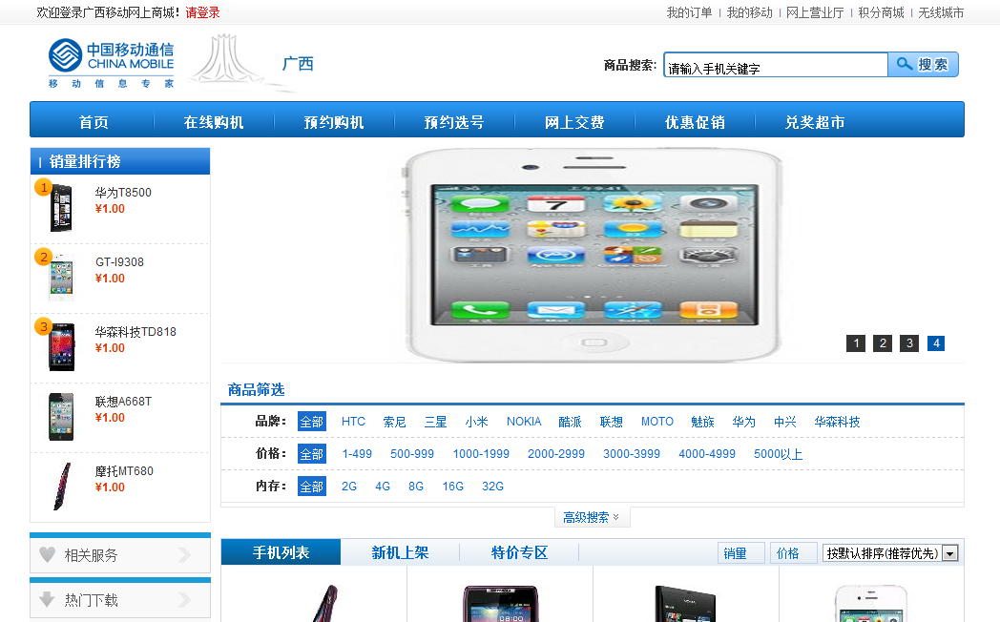 欢迎登录广西移动网上商城！请登录
我的订单 | 我的移动 | 网上营业厅 | 积分商城 | 无线城市
中国移动通信
CHINA MOBILE
移动信息专家
广西
商品搜索: 请输入手机关键字 搜索
首页 在线购机 预约购机 预约选号 网上交费 优惠促销 兑奖超市
销量排行榜
1 华为T8500
¥1.00
2 GT-I9308
¥1.00
3 华森科技TD818
¥1.00
联想A668T
¥1.00
摩托MT680
¥1.00
相关服务
热门下载
上午9:41
7
1 2 3 4
商品筛选
品牌： 全部 HTC 索尼 三星 小米 NOKIA 酷派 联想 MOTO 魅族 华为 中兴 华森科技
价格： 全部 1-499 500-999 1000-1999 2000-2999 3000-3999 4000-4999 5000以上
内存： 全部 2G 4G 8G 16G 32G
高级搜索
手机列表 新机上架 特价专区 销量 价格 按默认排序(推荐优先)
NOKIA
08:00